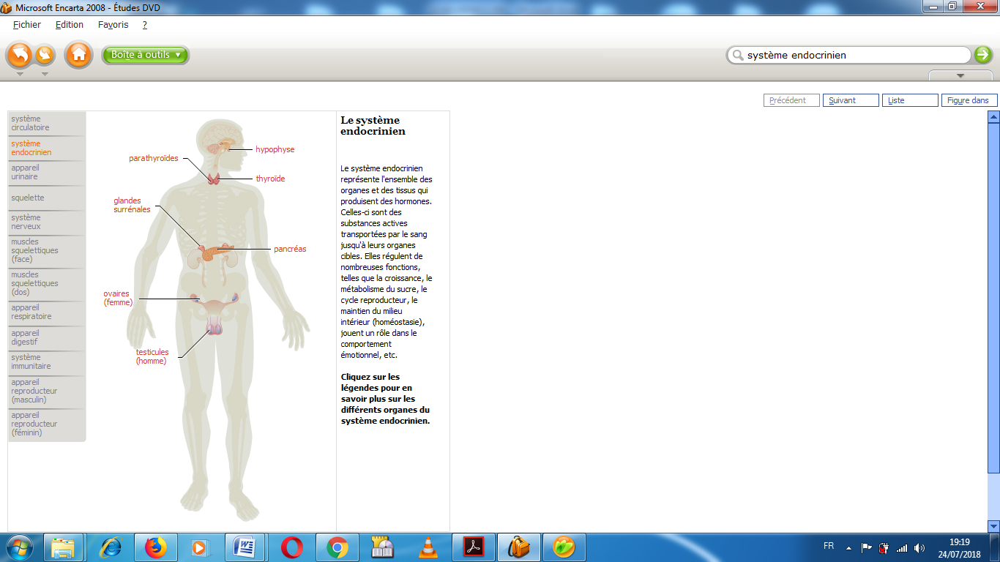 Microsoft Encarta 2008 - Études DVD
Fichier Edition Favoris ?
Boîte à outils
système endocrinien
Précédent Suivant Liste Figure dans
système
circulatoire
système
endocrinien
appareil
urinaire
squelette
système
nerveux
muscles
squelettiques
(face)
muscles
squelettiques
(dos)
appareil
respiratoire
appareil
digestif
système
immunitaire
appareil
reproducteur
(masculin)
appareil
reproducteur
(féminin)
hypophyse
parathyroïdes
thyroïde
glandes
surrénales
pancréas
ovaires
(femme)
testicules
(homme)
Le système
endocrinien
Le système endocrinien
représente l'ensemble des
organes et des tissus qui
produisent des hormones.
Celles-ci sont des
substances actives
transportées par le sang
jusqu'à leurs organes
cibles. Elles régulent de
nombreuses fonctions,
telles que la croissance, le
métabolisme du sucre, le
cycle reproducteur, le
maintien du milieu
intérieur (homéostasie),
jouent un rôle dans le
comportement
émotionnel, etc.
Cliquez sur les
légendes pour en
savoir plus sur les
différents organes du
système endocrinien.
FR
19:19
24/07/2018